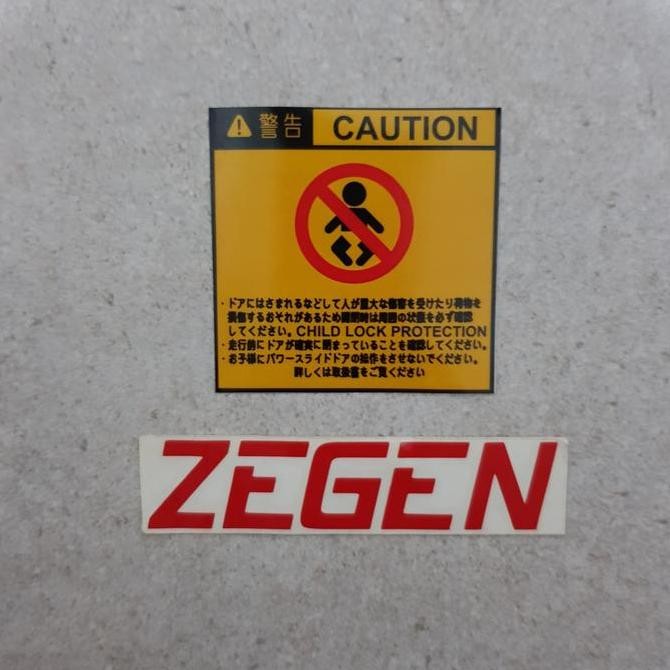 警告 CAUTION
・ドアにはさまれるなどして人が重大な傷害を受けたり荷物を
損傷するおそれがあるため開閉時は周囲の状態を必ず確認
してください。CHILD LOCK PROTECTION
・走行前にドアが確実に閉まっていることを確認してください。
・お子様にパワースライドドアの操作をさせないでください。
詳しくは取扱書をご覧ください
ZEGEN